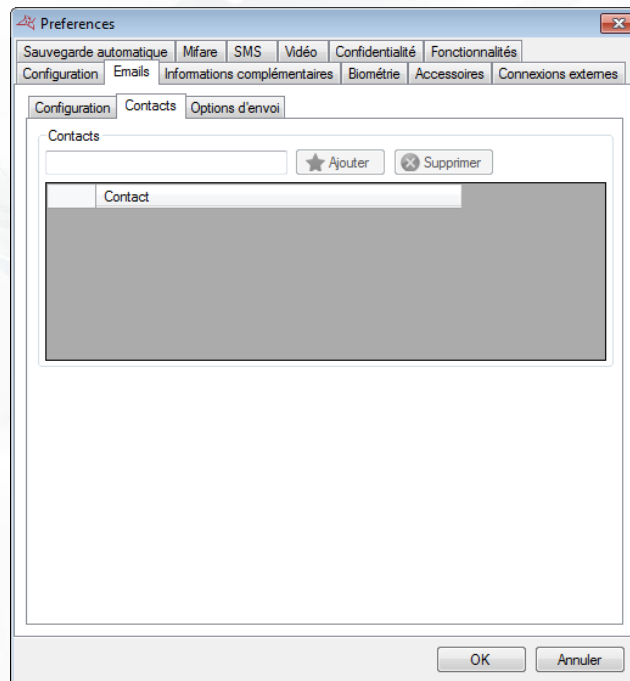 Preferences
Sauvegarde automatique Mifare SMS Vidéo Confidentialité Fonctionnalités
Configuration Emails Informations complémentaires Biométrie Accessoires Connexions externes
Configuration Contacts Options d'envoi
Contacts
Ajouter Supprimer
Contact
OK Annuler